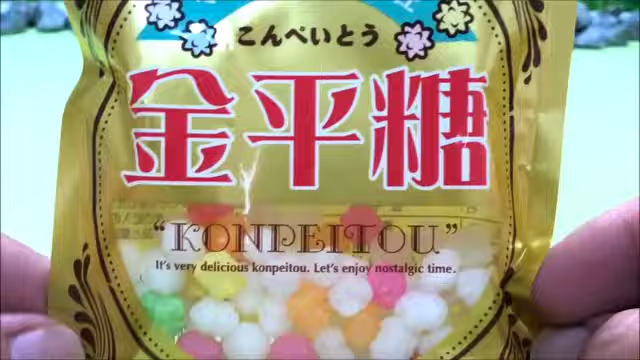 こんぺいとう
金平糖
“KONPEITOU”
It's very delicious konpeitou. Let's enjoy nostalgic time.